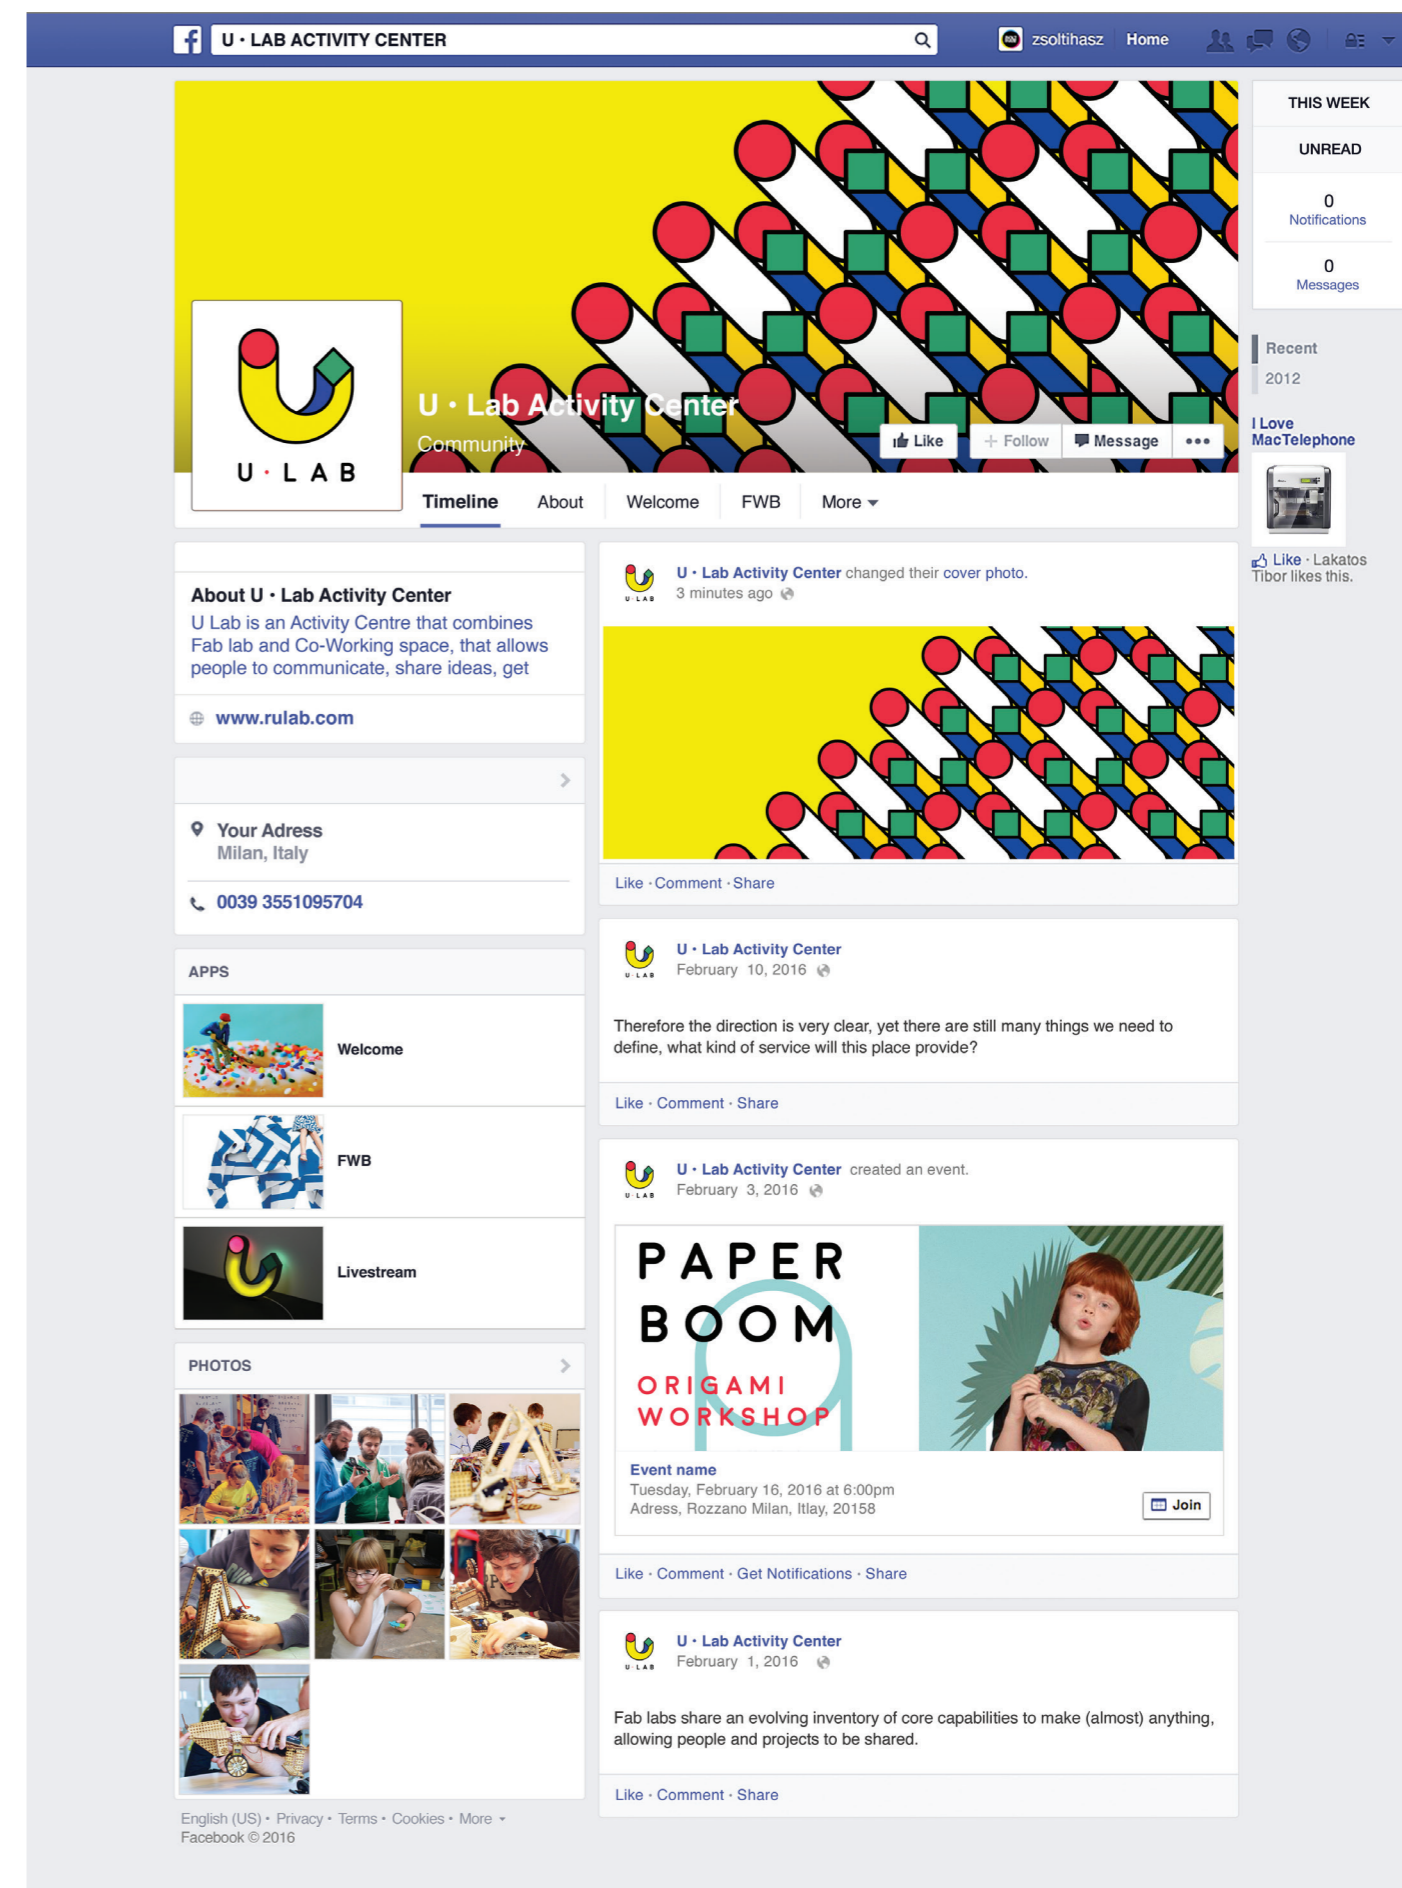 U · LAB ACTIVITY CENTER
zsoltihasz
Home
THIS WEEK
UNREAD
0
Notifications
0
Messages
Recent
2012
I Love
MacTelephone
Like · Lakatos
Tibor likes this.
U · LAB
U · Lab Activity Center
Community
Like
Follow
Message
Timeline
About
Welcome
FWB
More
About U · Lab Activity Center
U Lab is an Activity Centre that combines
Fab lab and Co-Working space, that allows
people to communicate, share ideas, get
www.rulab.com
Your Adress
Milan, Italy
0039 3551095704
APPS
Welcome
FWB
Livestream
PHOTOS
English (US) · Privacy · Terms · Cookies · More
Facebook © 2016
U · LAB
U · Lab Activity Center changed their cover photo.
3 minutes ago
Like · Comment · Share
U · LAB
U · Lab Activity Center
February 10, 2016
Therefore the direction is very clear, yet there are still many things we need to
define, what kind of service will this place provide?
Like · Comment · Share
U · LAB
U · Lab Activity Center created an event.
February 3, 2016
PAPER
BOOM
ORIGAMI
WORKSHOP
Event name
Tuesday, February 16, 2016 at 6:00pm
Adress, Rozzano Milan, Itlay, 20158
Join
Like · Comment · Get Notifications · Share
U · LAB
U · Lab Activity Center
February 1, 2016
Fab labs share an evolving inventory of core capabilities to make (almost) anything,
allowing people and projects to be shared.
Like · Comment · Share